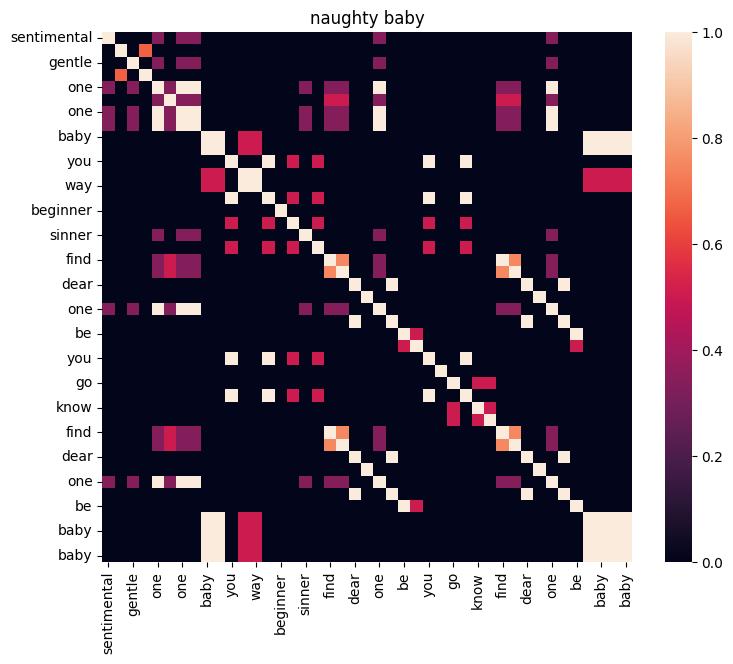 naughty baby
sentimental
gentle
one
one
baby
you
way
beginner
sinner
find
dear
one
be
you
go
know
find
dear
one
be
baby
baby
sentimental
gentle
one
one
baby
you
way
beginner
sinner
find
dear
one
be
you
go
know
find
dear
one
be
baby
baby
1.0
0.8
0.6
0.4
0.2
0.0